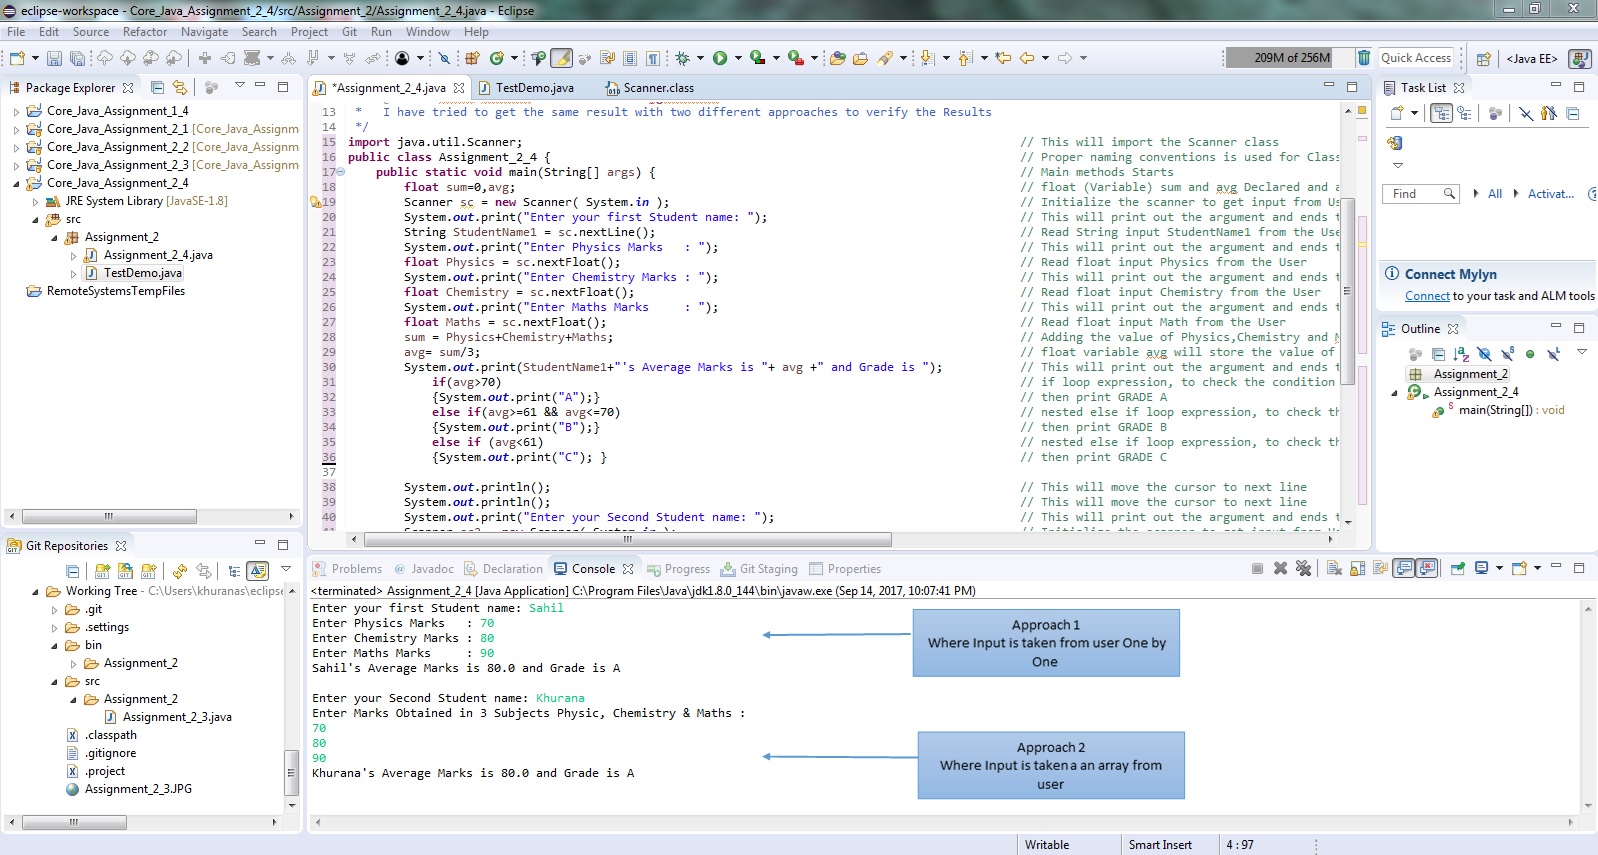 eclipse-workspace - Core_Java_Assignment_2_4/src/Assignment_2/Assignment_2_4.java - Eclipse
File Edit Source Refactor Navigate Search Project Git Run Window Help
209M of 256M
Quick Access
<Java EE>
Package Explorer
Core_Java_Assignment_1_4
Core_Java_Assignment_2_1 [Core_Java_Assignm
Core_Java_Assignment_2_2 [Core_Java_Assignm
Core_Java_Assignment_2_3 [Core_Java_Assignm
Core_Java_Assignment_2_4
JRE System Library [JavaSE-1.8]
src
Assignment_2
Assignment_2_4.java
TestDemo.java
RemoteSystemsTempFiles
*Assignment_2_4.java TestDemo.java Scanner.class
13 * I have tried to get the same result with two different approaches to verify the Results
14 */
15 import java.util.Scanner; // This will import the Scanner class
16 public class Assignment_2_4 { // Proper naming conventions is used for Clas
17 public static void main(String[] args) { // Main methods Starts
18 float sum=0,avg; // float (Variable) sum and avg Declared and a
19 Scanner sc = new Scanner( System.in ); // Initialize the scanner to get input from Us
20 System.out.print("Enter your first Student name: "); // This will print out the argument and ends t
21 String StudentName1 = sc.nextLine(); // Read String input StudentName1 from the Use
22 System.out.print("Enter Physics Marks   : "); // This will print out the argument and ends t
23 float Physics = sc.nextFloat(); // Read float input Physics from the User
24 System.out.print("Enter Chemistry Marks : "); // This will print out the argument and ends t
25 float Chemistry = sc.nextFloat(); // Read float input Chemistry from the User
26 System.out.print("Enter Maths Marks     : "); // This will print out the argument and ends t
27 float Maths = sc.nextFloat(); // Read float input Math from the User
28 sum = Physics+Chemistry+Maths; // Adding the value of Physics,Chemistry and M
29 avg= sum/3; // float variable avg will store the value of
30 System.out.print(StudentName1+"'s Average Marks is "+ avg +" and Grade is "); // This will print out the argument and ends t
31 if(avg>70) // if loop expression, to check the condition
32 {System.out.print("A");} // then print GRADE A
33 else if(avg>=61 && avg<=70) // nested else if loop expression, to check th
34 {System.out.print("B");} // then print GRADE B
35 else if (avg<61) // nested else if loop expression, to check th
36 {System.out.print("C"); } // then print GRADE C
37
38 System.out.println(); // This will move the cursor to next line
39 System.out.println(); // This will move the cursor to next line
40 System.out.print("Enter your Second Student name: "); // This will print out the argument and ends t
Task List
Find All Activat...
Connect Mylyn
Connect to your task and ALM tools
Outline
Assignment_2
Assignment_2_4
main(String[]) : void
Git Repositories
Working Tree - C:\Users\khuranas\eclipse
.git
.settings
bin
Assignment_2
src
Assignment_2
Assignment_2_3.java
.classpath
.gitignore
.project
Assignment_2_3.JPG
Problems Javadoc Declaration Console Progress Git Staging Properties
<terminated> Assignment_2_4 [Java Application] C:\Program Files\Java\jdk1.8.0_144\bin\javaw.exe (Sep 14, 2017, 10:07:41 PM)
Enter your first Student name: Sahil
Enter Physics Marks   : 70
Enter Chemistry Marks : 80
Enter Maths Marks     : 90
Sahil's Average Marks is 80.0 and Grade is A
Enter your Second Student name: Khurana
Enter Marks Obtained in 3 Subjects Physic, Chemistry & Maths :
70
80
90
Khurana's Average Marks is 80.0 and Grade is A
Approach 1
Where Input is taken from user One by
One
Approach 2
Where Input is taken a an array from
user
Writable Smart Insert 4 : 97